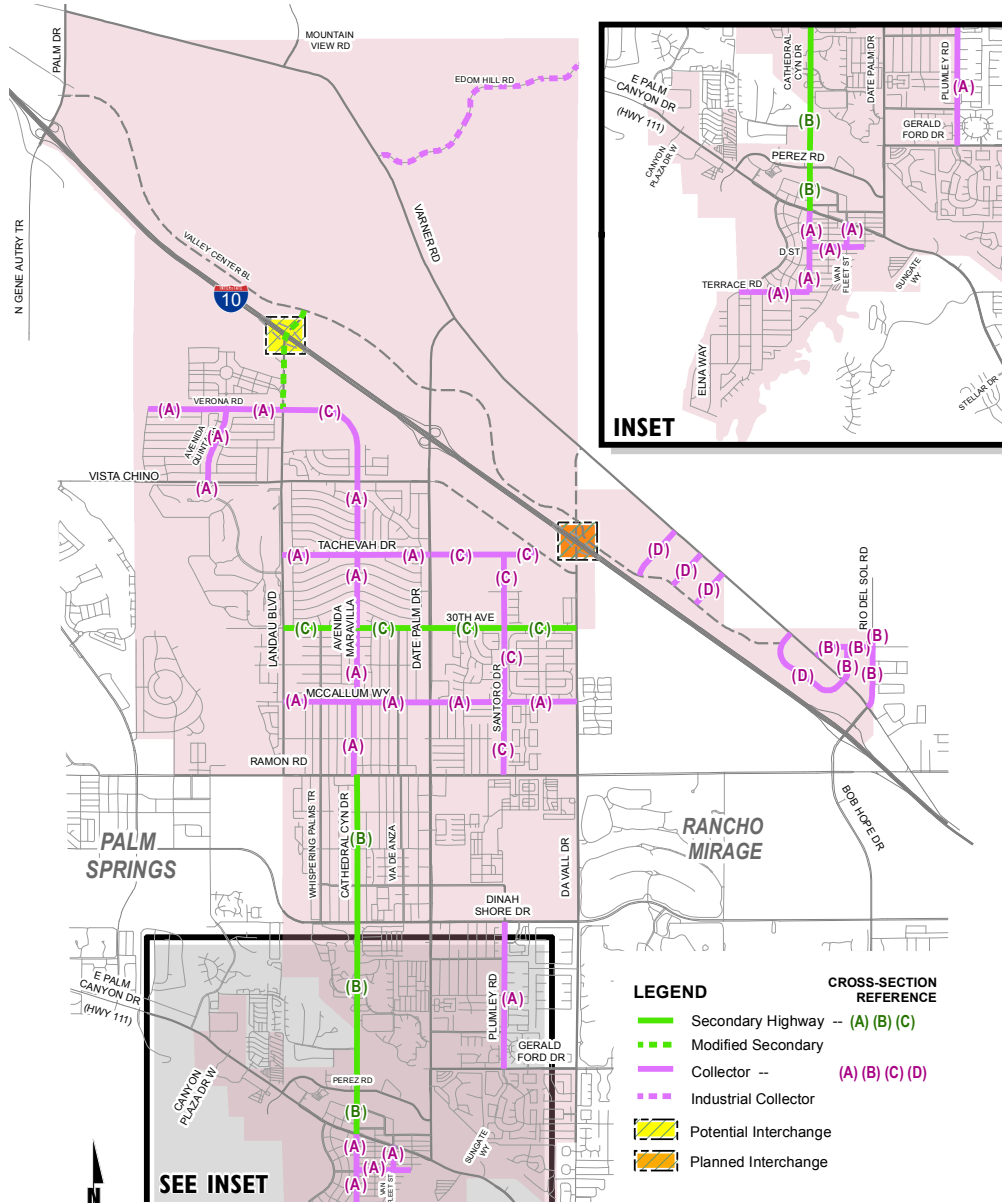 PALM DR
MOUNTAIN
VIEW RD
EDOM HILL RD
N GENE AUTRY TR
VARNER RD
VALLEY CENTER BL
INTERSTATE
10
VERONA RD
(A)
(A)
(C)
AVENIDA
QUINTANA
(A)
(A)
VISTA CHINO
(A)
TACHEVAH DR
(A)
(A)
(C)
(C)
(A)
(C)
(D)
(D)
(D)
LANDAU BLVD
AVENIDA
MARAVILLA
DATE PALM DR
30TH AVE
(C)
(C)
(C)
(C)
(C)
(A)
SANTORO DR
MCCALLUM WY
(A)
(A)
(A)
(A)
(A)
(C)
RIO DEL SOL RD
(B)
(B)
(B)
(B)
(B)
(D)
RAMON RD
WHISPERING PALMS TR
CATHEDRAL CYN DR
(B)
VIA DE ANZA
DA VALL DR
BOB HOPE DR
PALM
SPRINGS
RANCHO
MIRAGE
DINAH
SHORE DR
(B)
PLUMLEY RD
(A)
GERALD
FORD DR
E PALM
CANYON DR
(HWY 111)
CANYON
PLAZA DR W
PEREZ RD
(B)
(A)
(A)
(A)
(A)
VAN
FLEET ST
SUNGATE
WY
SEE INSET
N
CATHEDRAL
CYN DR
DATE PALM DR
PLUMLEY RD
(A)
E PALM
CANYON DR
(HWY 111)
(B)
GERALD
FORD DR
CANYON
PLAZA DR W
PEREZ RD
(B)
(A)
(A)
(A)
D ST
(A)
VAN
FLEET ST
SUNGATE
WY
TERRACE RD
(A)
ELNA WAY
STELLAR DR
INSET
LEGEND
CROSS-SECTION
REFERENCE
Secondary Highway -- (A) (B) (C)
Modified Secondary
Collector -- (A) (B) (C) (D)
Industrial Collector
Potential Interchange
Planned Interchange